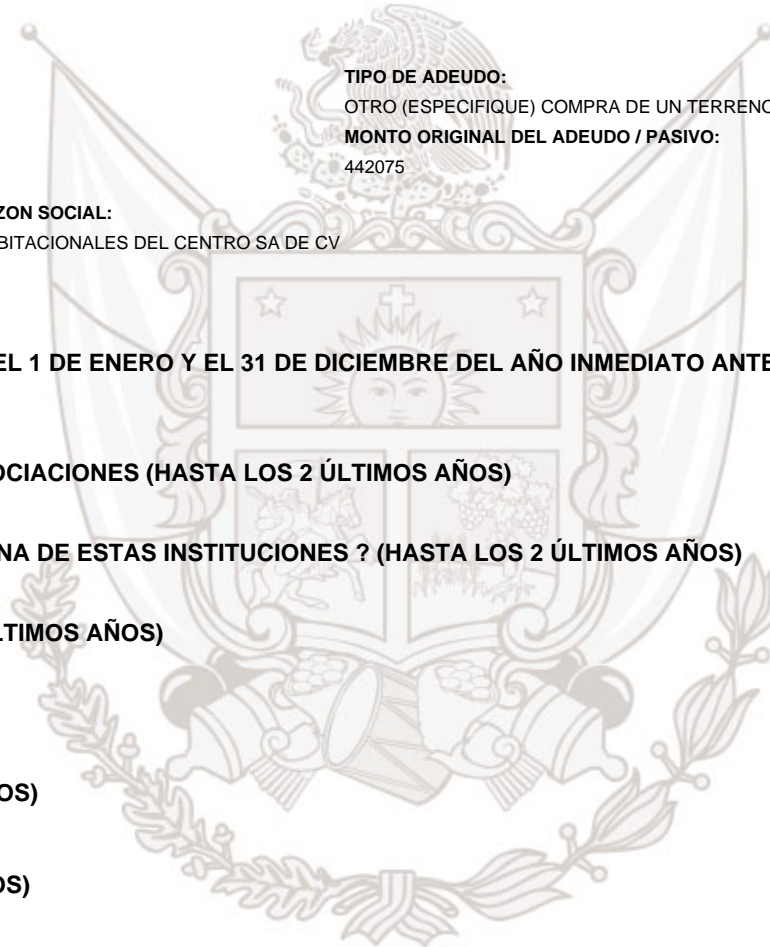 TIPO DE ADEUDO:
OTRO (ESPECIFIQUE) COMPRA DE UN TERRENO
MONTO ORIGINAL DEL ADEUDO / PASIVO:
442075
ZON SOCIAL:
BITACIONALES DEL CENTRO SA DE CV
EL 1 DE ENERO Y EL 31 DE DICIEMBRE DEL AÑO INMEDIATO ANTE
OCIACIONES (HASTA LOS 2 ÚLTIMOS AÑOS)
NA DE ESTAS INSTITUCIONES ? (HASTA LOS 2 ÚLTIMOS AÑOS)
LTIMOS AÑOS)
OS)
OS)